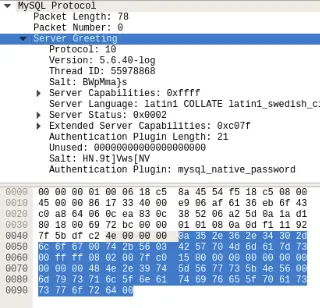 MySQL Protocol
Packet Length: 78
Packet Number: 0
Server Greeting
Protocol: 10
Version: 5.6.40-log
Thread ID: 55978868
Salt: BWpMma}s
Server Capabilities: 0xffff
Server Language: latin1 COLLATE latin1_swedish_ci
Server Status: 0x0002
Extended Server Capabilities: 0xc07f
Authentication Plugin Length: 21
Unused: 00000000000000000000
Salt: HN.9t]Vws[NV
Authentication Plugin: mysql_native_password
0000 00 00 00 01 00 06 18 c5 8a 45 54 f5 18 c5 08 00
0010 45 00 00 86 17 33 40 00 e9 06 af 61 36 eb 6f 43
0020 c0 a8 64 06 0c ea 83 0c 38 52 06 a2 5d 0a 1a d1
0030 80 18 00 69 72 bc 00 00 01 01 08 0a 0d f1 11 92
0040 7f 5b df c2 4e 00 00 00 0a 35 2e 36 2e 34 30 2d
0050 6c 6f 67 00 74 2b 56 03 42 57 70 4d 6d 61 7d 73
0060 00 ff ff 08 02 00 7f c0 15 00 00 00 00 00 00 00
0070 00 00 00 48 4e 2e 39 74 5d 56 77 73 5b 4e 56 00
0080 6d 79 73 71 6c 5f 6e 61 74 69 76 65 5f 70 61 73
0090 73 77 6f 72 64 00